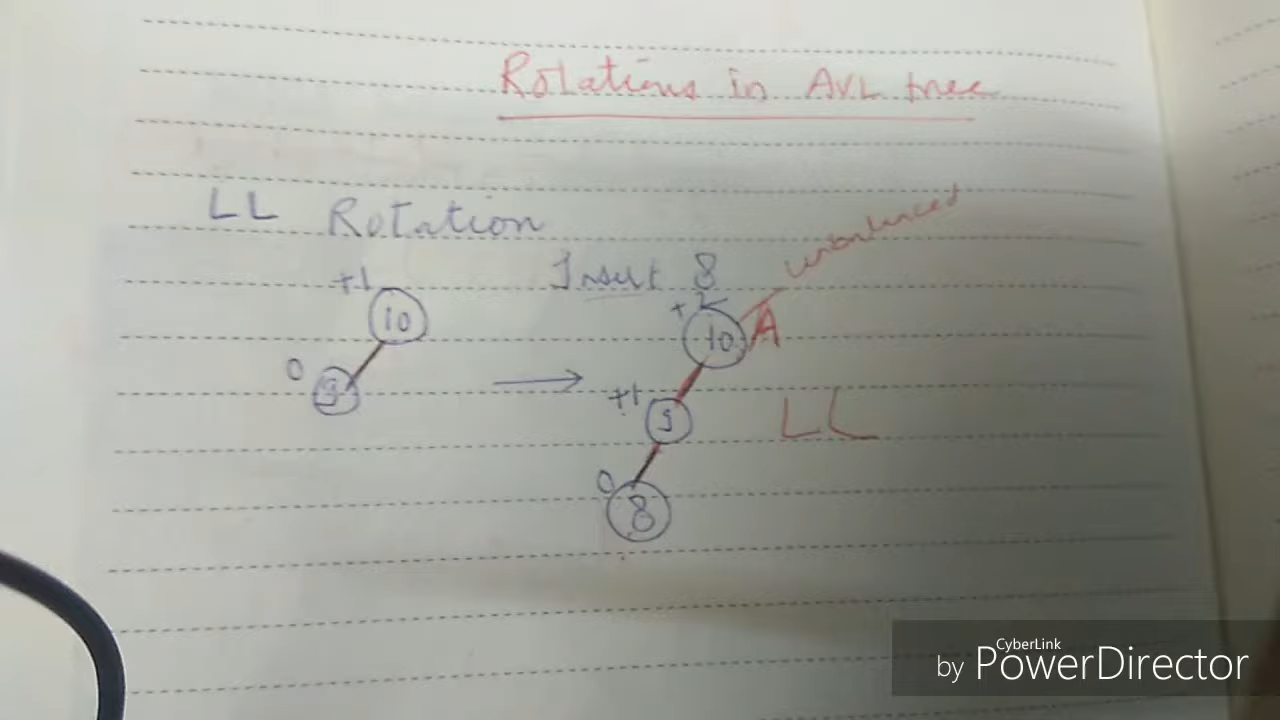 Rotations in AVL tree
LL Rotation
Insert 8
unbalanced
+1
10
0
9
+2
10
A
+1
9
LL
0
8
CyberLink
by PowerDirector